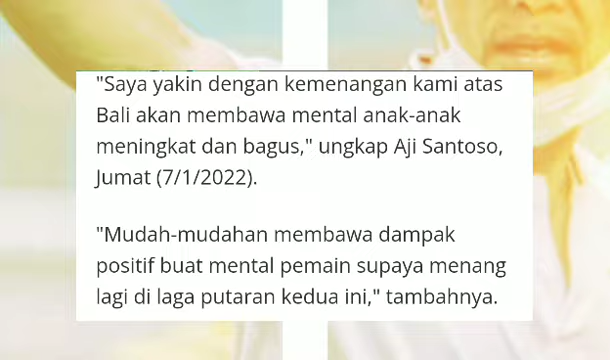 "Saya yakin dengan kemenangan kami atas
Bali akan membawa mental anak-anak
meningkat dan bagus," ungkap Aji Santoso,
Jumat (7/1/2022).
"Mudah-mudahan membawa dampak
positif buat mental pemain supaya menang
lagi di laga putaran kedua ini," tambahnya.